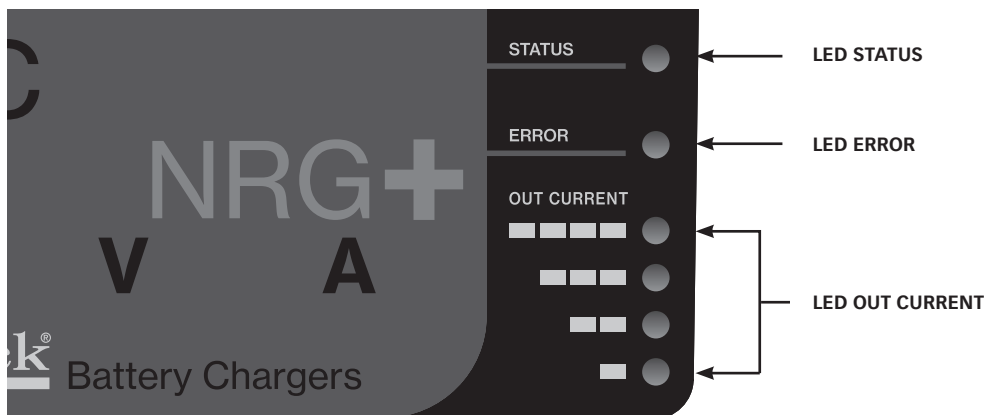 STATUS
LED STATUS
ERROR
LED ERROR
NRG+
OUT CURRENT
V A
LED OUT CURRENT
Battery Chargers